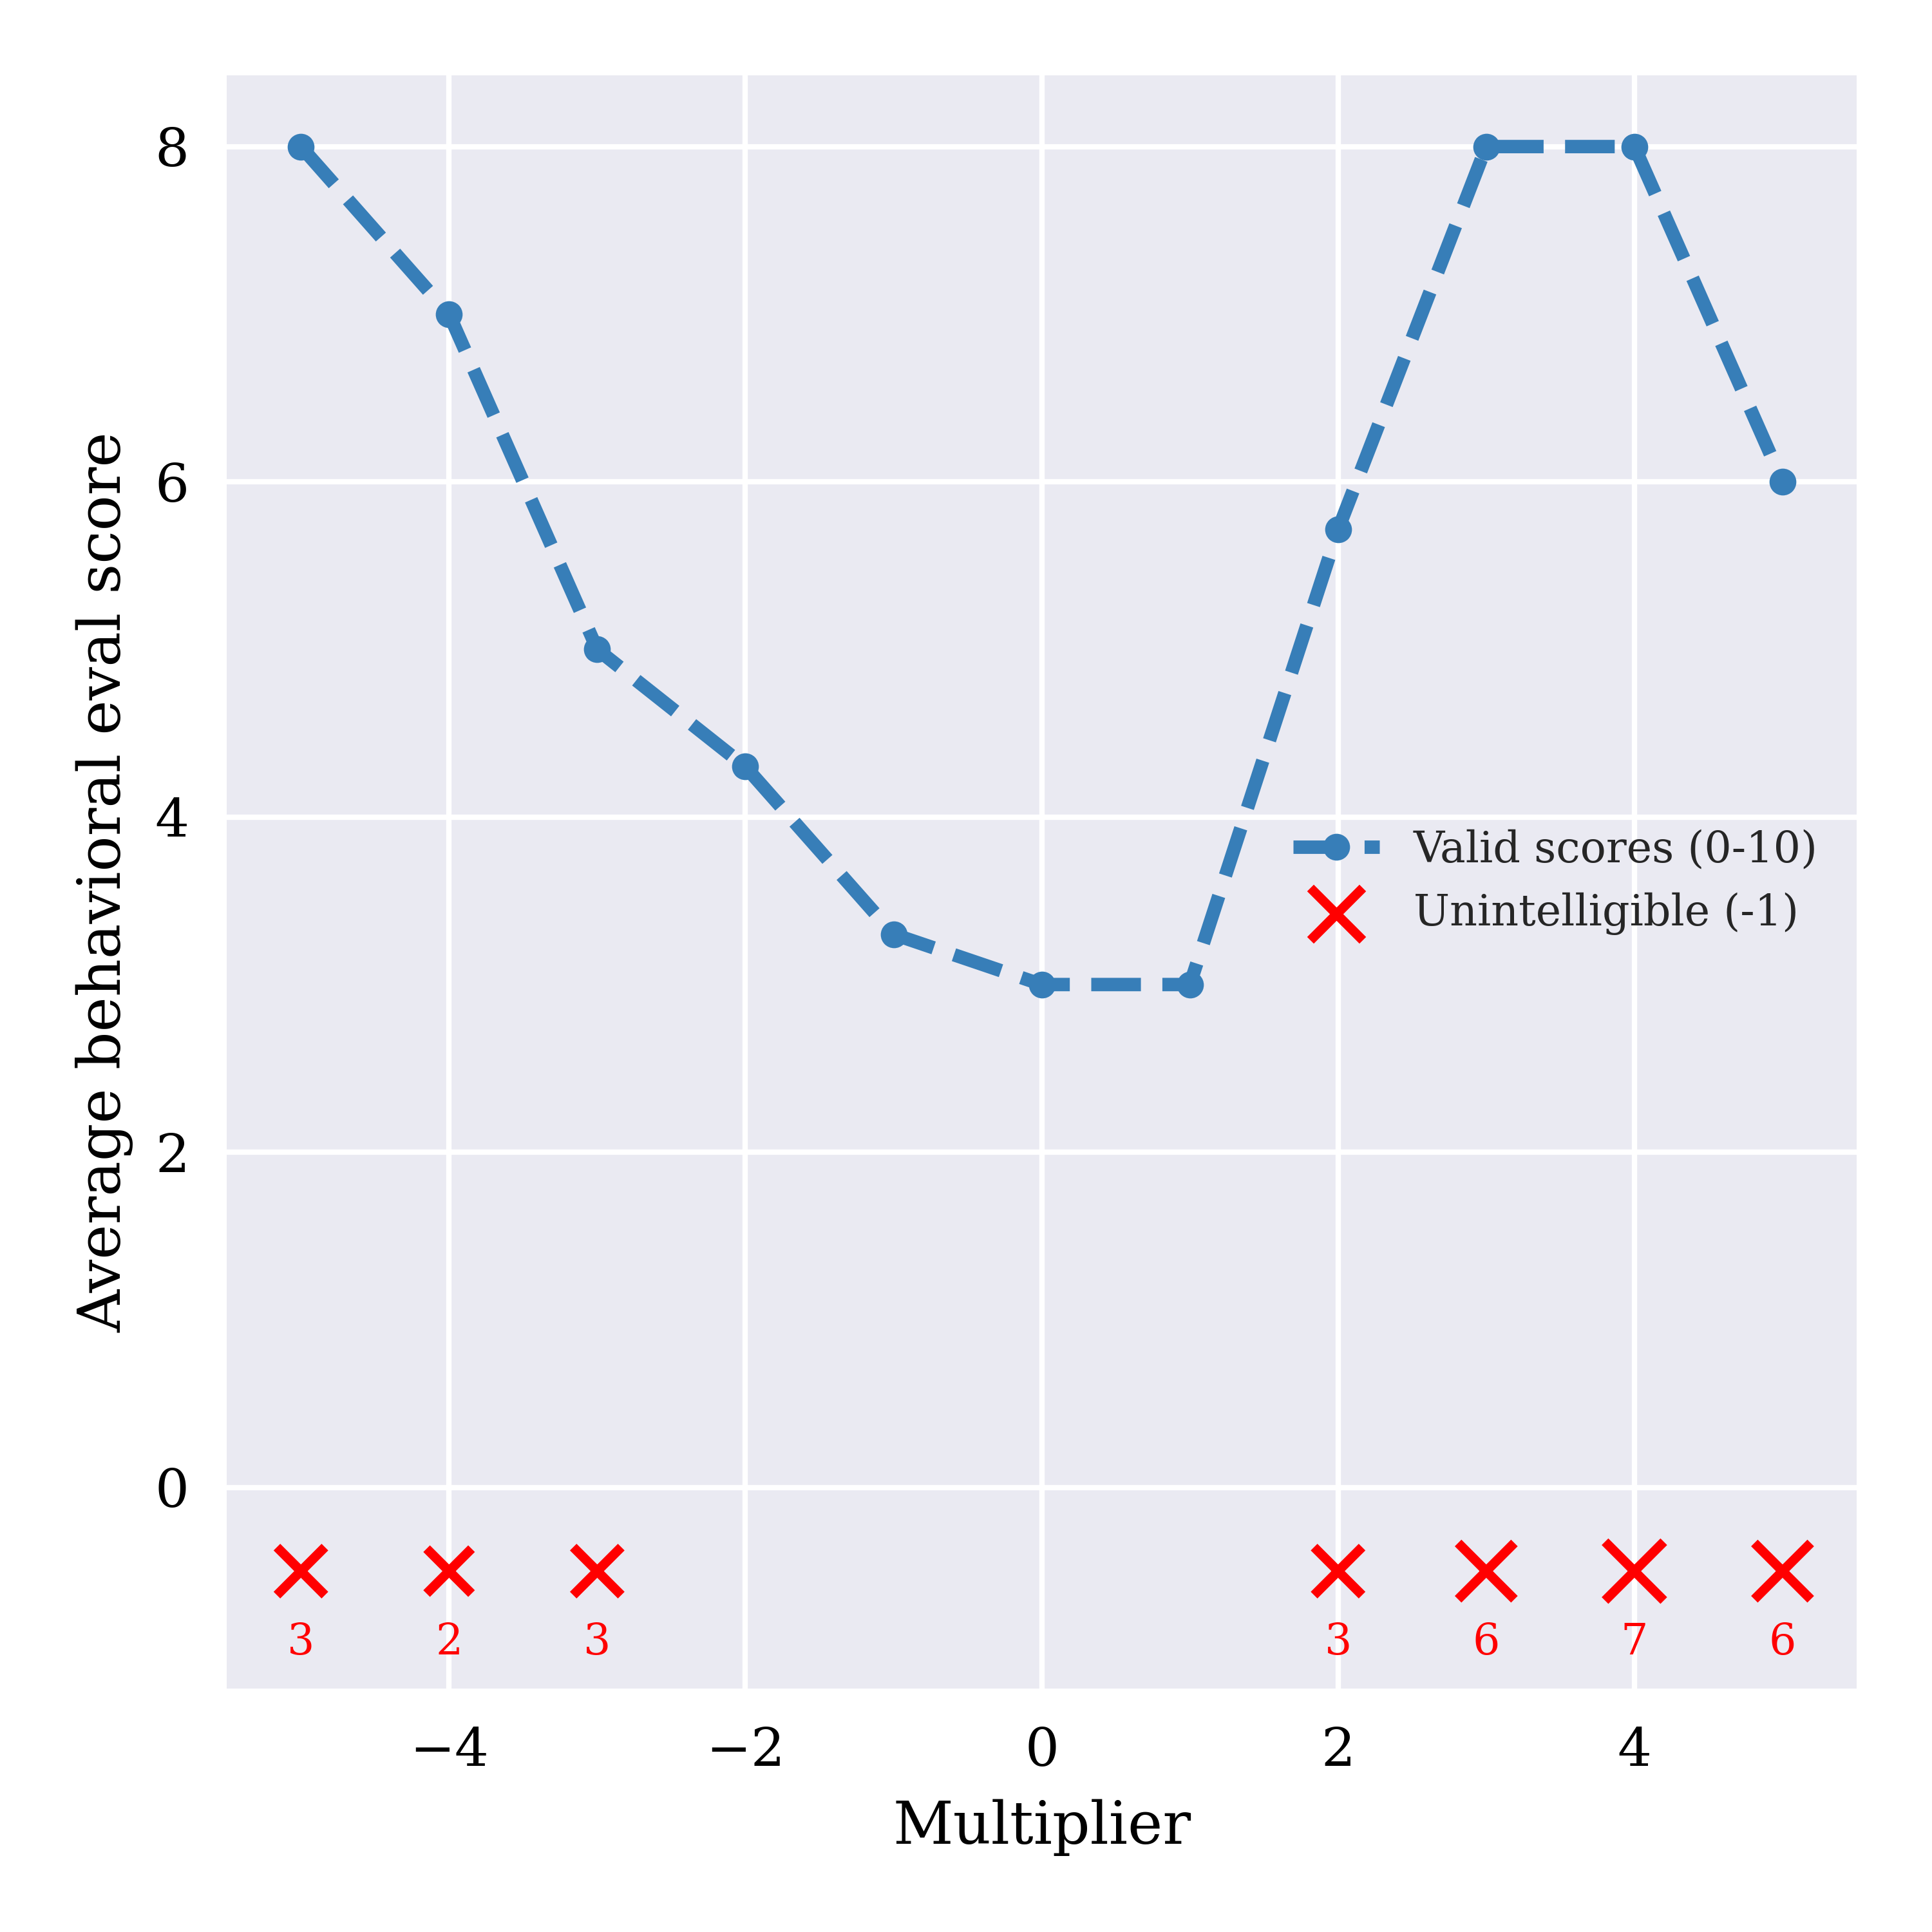 8
6
4
2
0
Average behavioral eval score
Valid scores (0-10)
Unintelligible (-1)
3 2 3 3 6 7 6
−4 −2 0 2 4
Multiplier